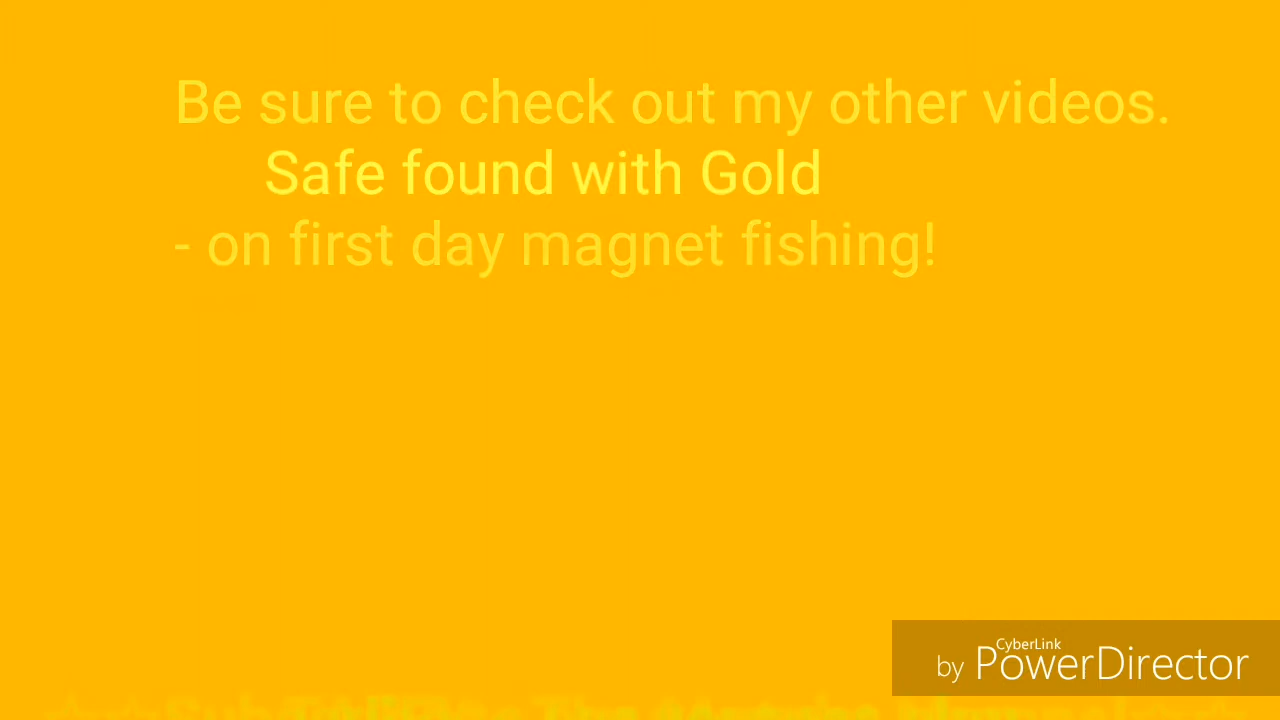 Be sure to check out my other videos.
Safe found with Gold
- on first day magnet fishing!
CyberLink
by PowerDirector